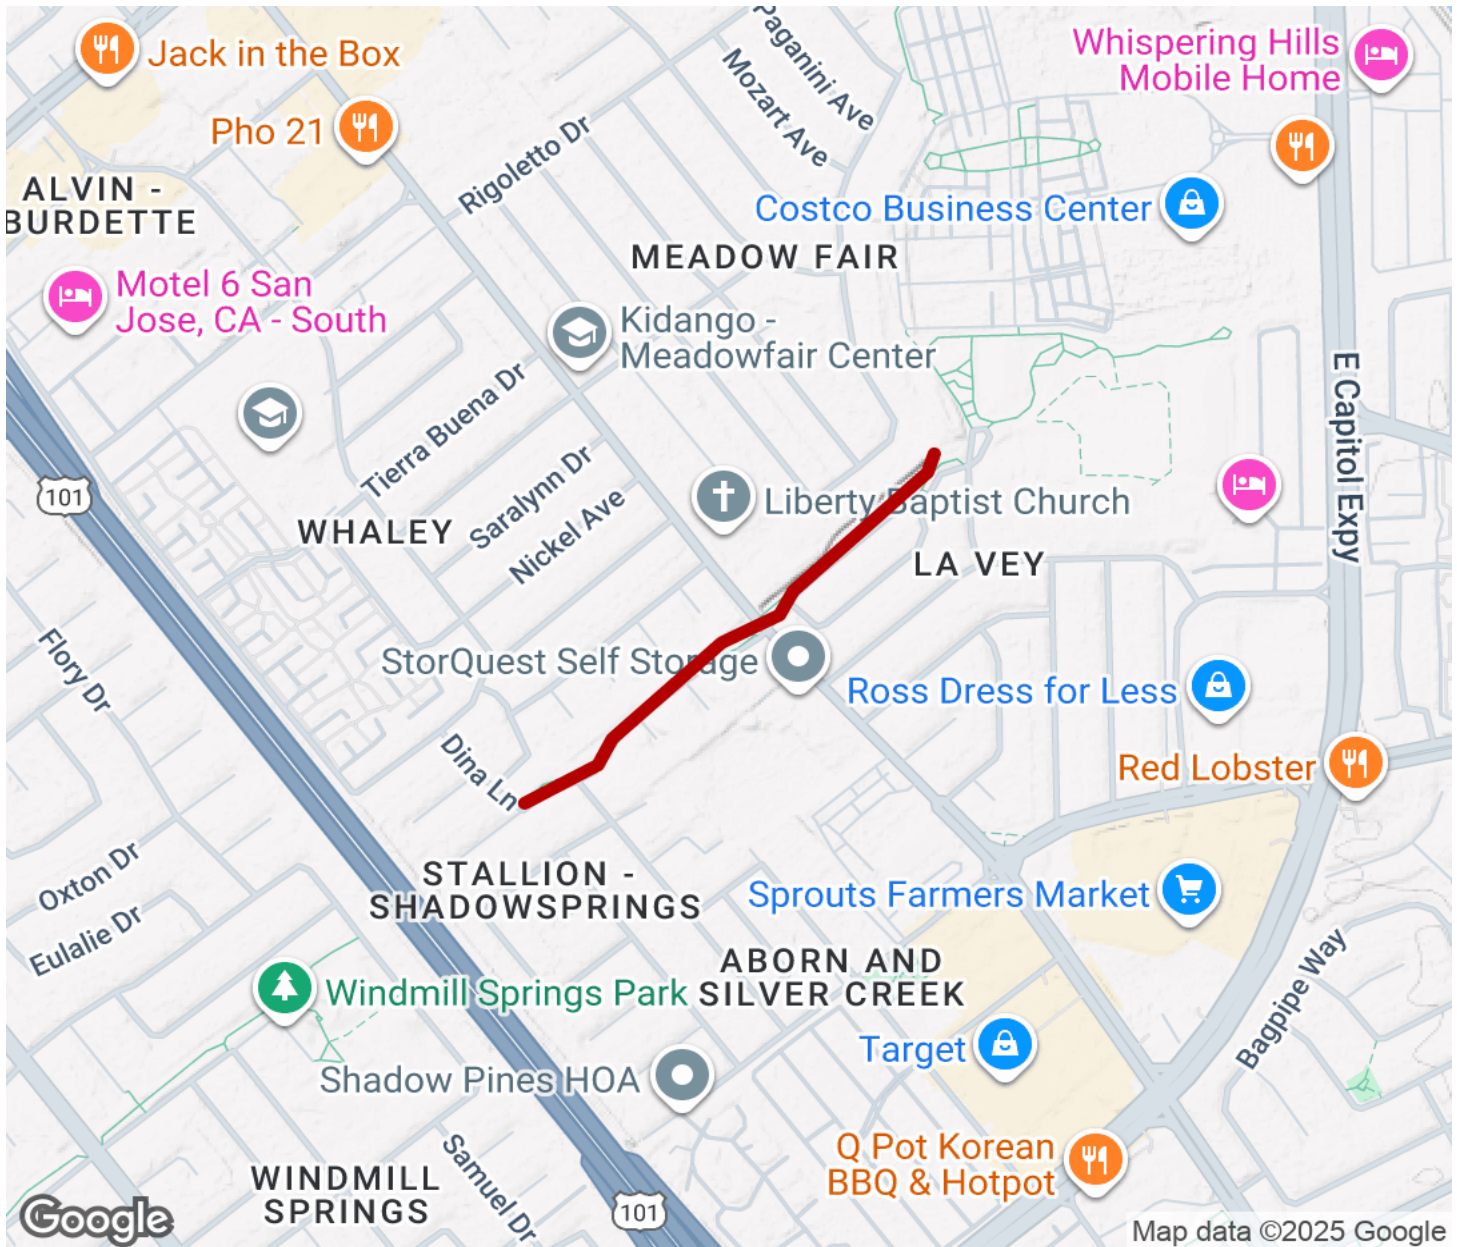 Paganini Ave
Mozart Ave
Jack in the Box
Whispering Hills
Mobile Home
Pho 21
Rigoletto Dr
ALVIN -
BURDETTE
Costco Business Center
MEADOW FAIR
Motel 6 San
Jose, CA - South
Kidango -
Meadowfair Center
E Capitol Expy
Tierra Buena Dr
101
Saralynn Dr
Nickel Ave
Liberty Baptist Church
WHALEY
LA VEY
Flory Dr
StorQuest Self Storage
Ross Dress for Less
Dina Ln
Red Lobster
Oxton Dr
STALLION -
SHADOWSPRINGS
Sprouts Farmers Market
Eulalie Dr
ABORN AND
SILVER CREEK
Windmill Springs Park
Bagpipe Way
Target
Shadow Pines HOA
Q Pot Korean
BBQ & Hotpot
Samuel Dr
WINDMILL
SPRINGS
101
Google
Map data ©2025 Google